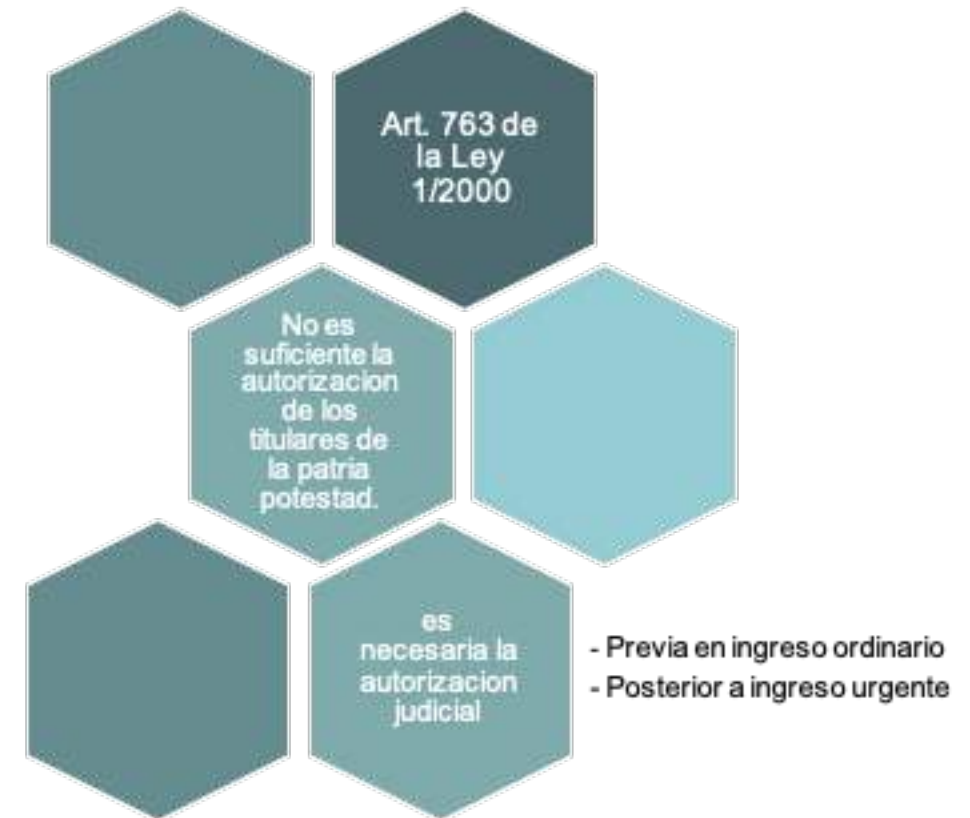 Art. 763 de
la Ley
1/2000
No es
suficiente la
autorizacion
de los
titulares de
la patria
potestad.
es
necesaria la
autorizacion
judicial
- Previa en ingreso ordinario
- Posterior a ingreso urgente